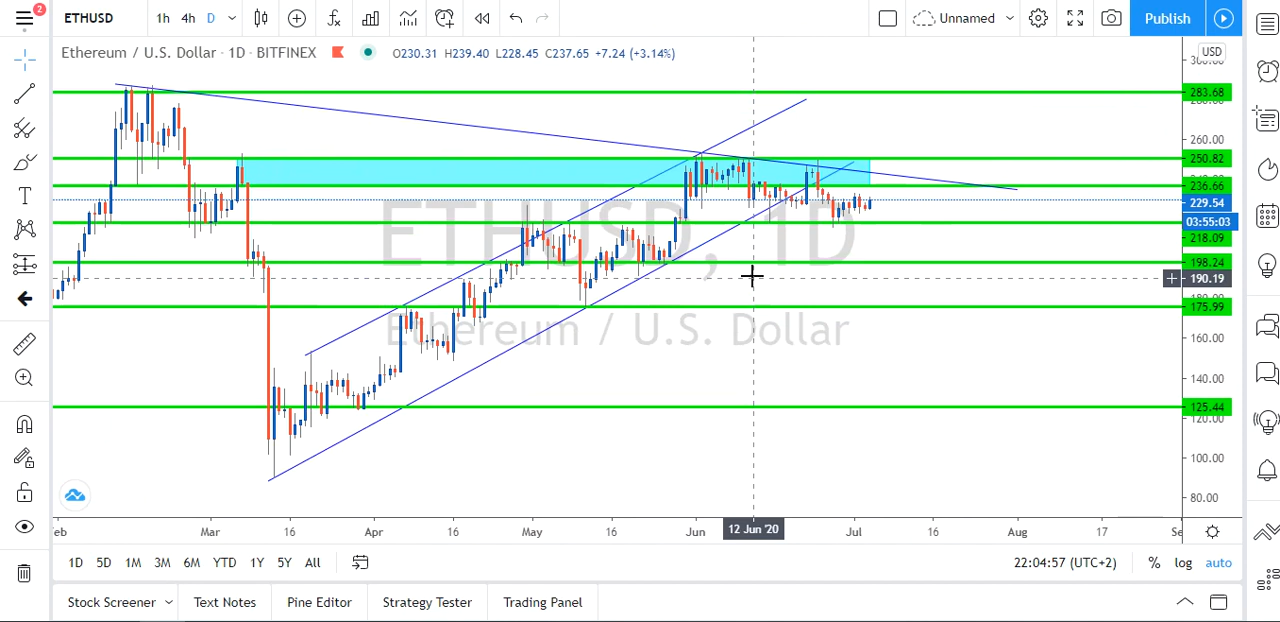 2
ETHUSD 1h 4h D Unnamed Publish
Ethereum / U.S. Dollar · 1D · BITFINEX O230.31 H239.40 L228.45 C237.65 +7.24 (+3.14%)
USD
283.68
260.00
250.82
236.66
229.54
03:55:03
218.09
198.24
190.19
175.99
160.00
140.00
125.44
120.00
100.00
80.00
ETHUSD, 1D
Ethereum / U.S. Dollar
eb Mar 16 Apr 16 May 16 Jun 12 Jun '20 Jul 16 Aug 17 Se
1D 5D 1M 3M 6M YTD 1Y 5Y All 22:04:57 (UTC+2) % log auto
Stock Screener Text Notes Pine Editor Strategy Tester Trading Panel